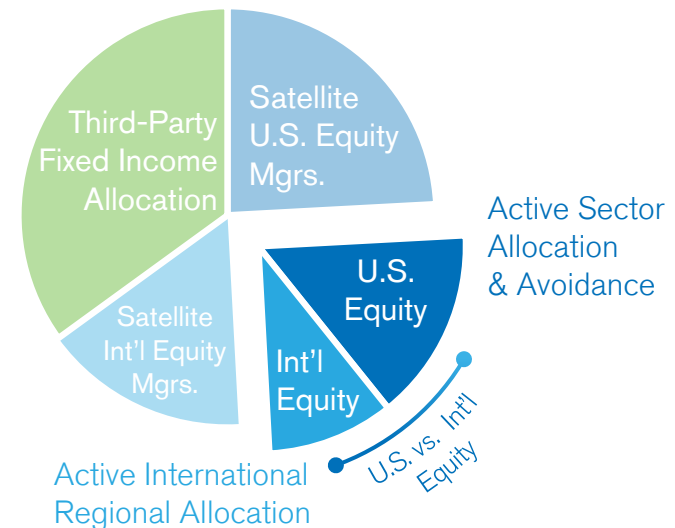 Satellite
U.S. Equity
Mgrs.
Third-Party
Fixed Income
Allocation
Active Sector
Allocation
& Avoidance
U.S.
Equity
Satellite
Int'l Equity
Mgrs.
Int'l
Equity
U.S. vs. Int'l
Equity
Active International
Regional Allocation